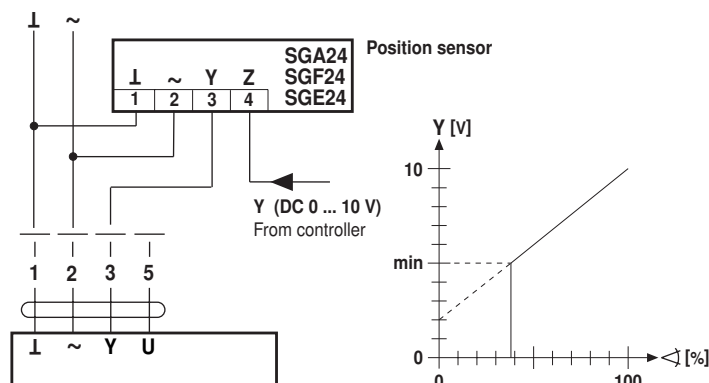 ⊥ ~
SGA24
SGF24
SGE24
Position sensor
⊥ ~ Y Z
1 2 3 4
Y (DC 0 ... 10 V)
From controller
1 2 3 5
⊥ ~ Y U
Y [V]
10
min
0
0 100
∢ [%]